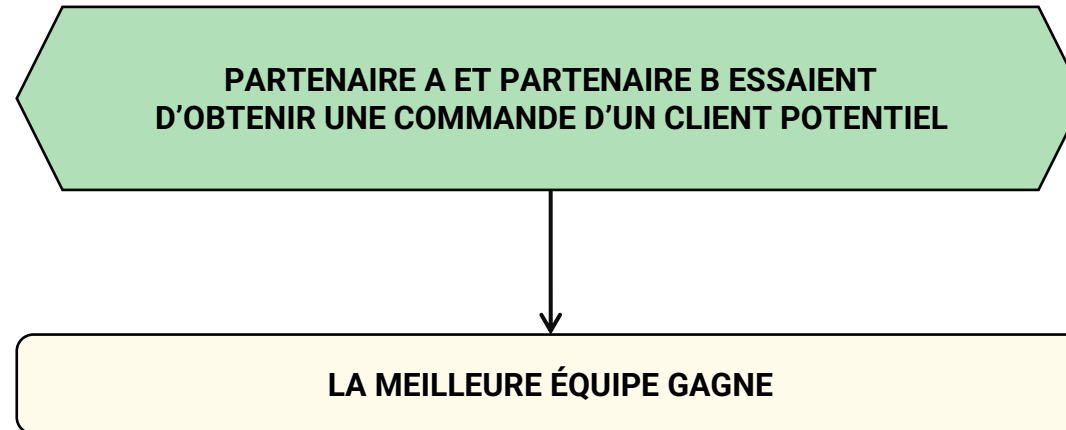 PARTENAIRE A ET PARTENAIRE B ESSAIENT
D’OBTENIR UNE COMMANDE D’UN CLIENT POTENTIEL
LA MEILLEURE ÉQUIPE GAGNE